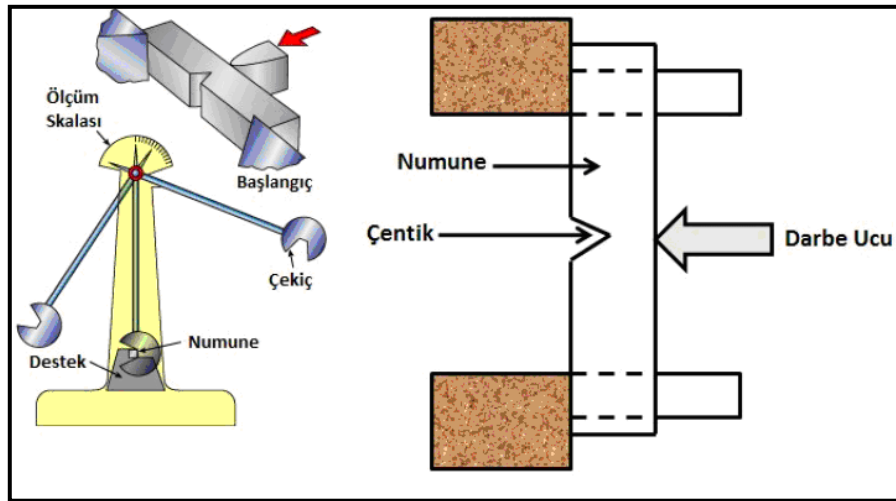 Ölçüm
Skalası
Başlangıç
Çekiç
Numune
Destek
Numune
Çentik
Darbe Ucu